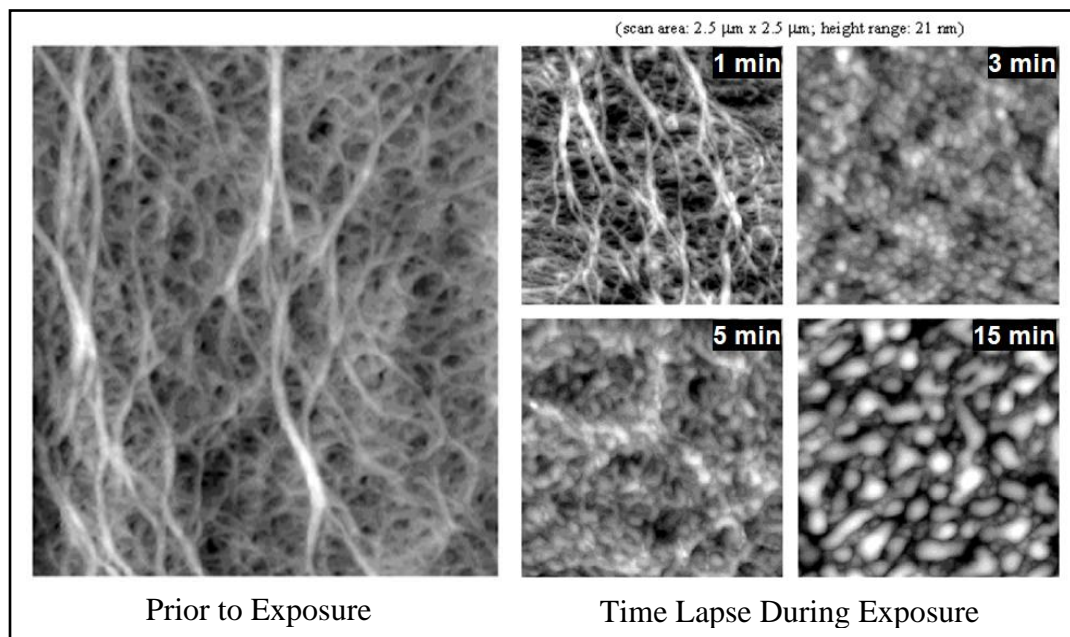 (scan area: 2.5 μm x 2.5 μm; height range: 21 nm)
1 min
3 min
5 min
15 min
Prior to Exposure
Time Lapse During Exposure